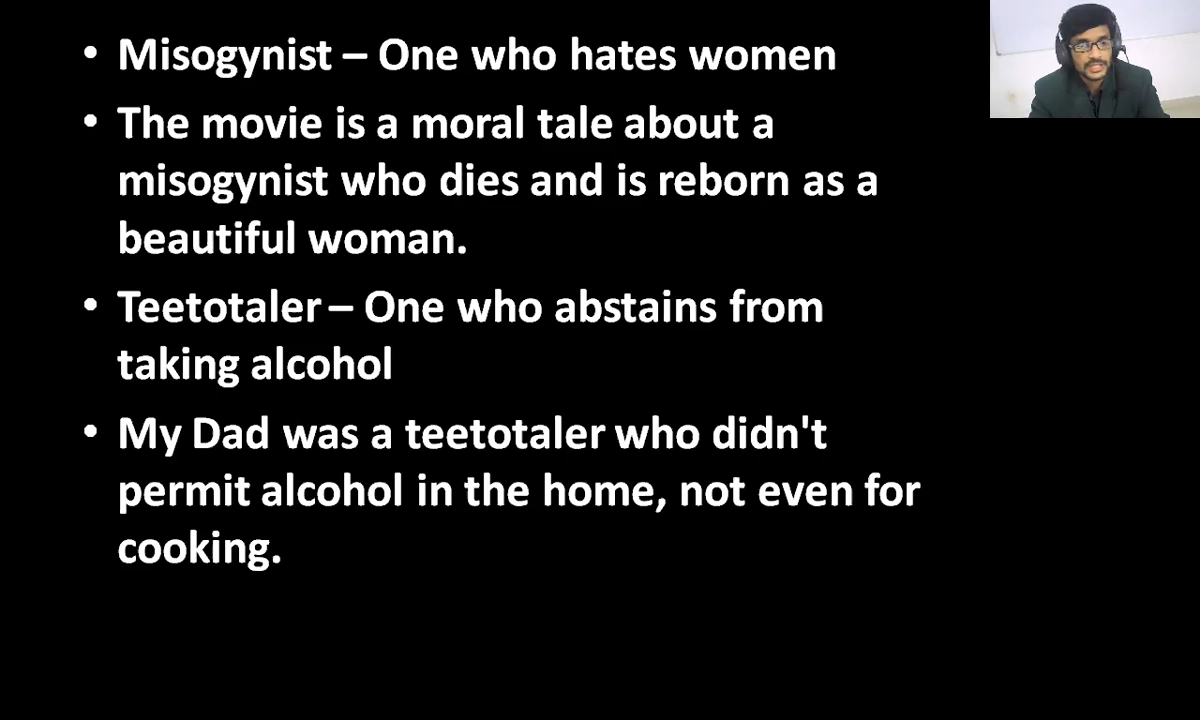 • Misogynist – One who hates women
• The movie is a moral tale about a
misogynist who dies and is reborn as a
beautiful woman.
• Teetotaler – One who abstains from
taking alcohol
• My Dad was a teetotaler who didn't
permit alcohol in the home, not even for
cooking.